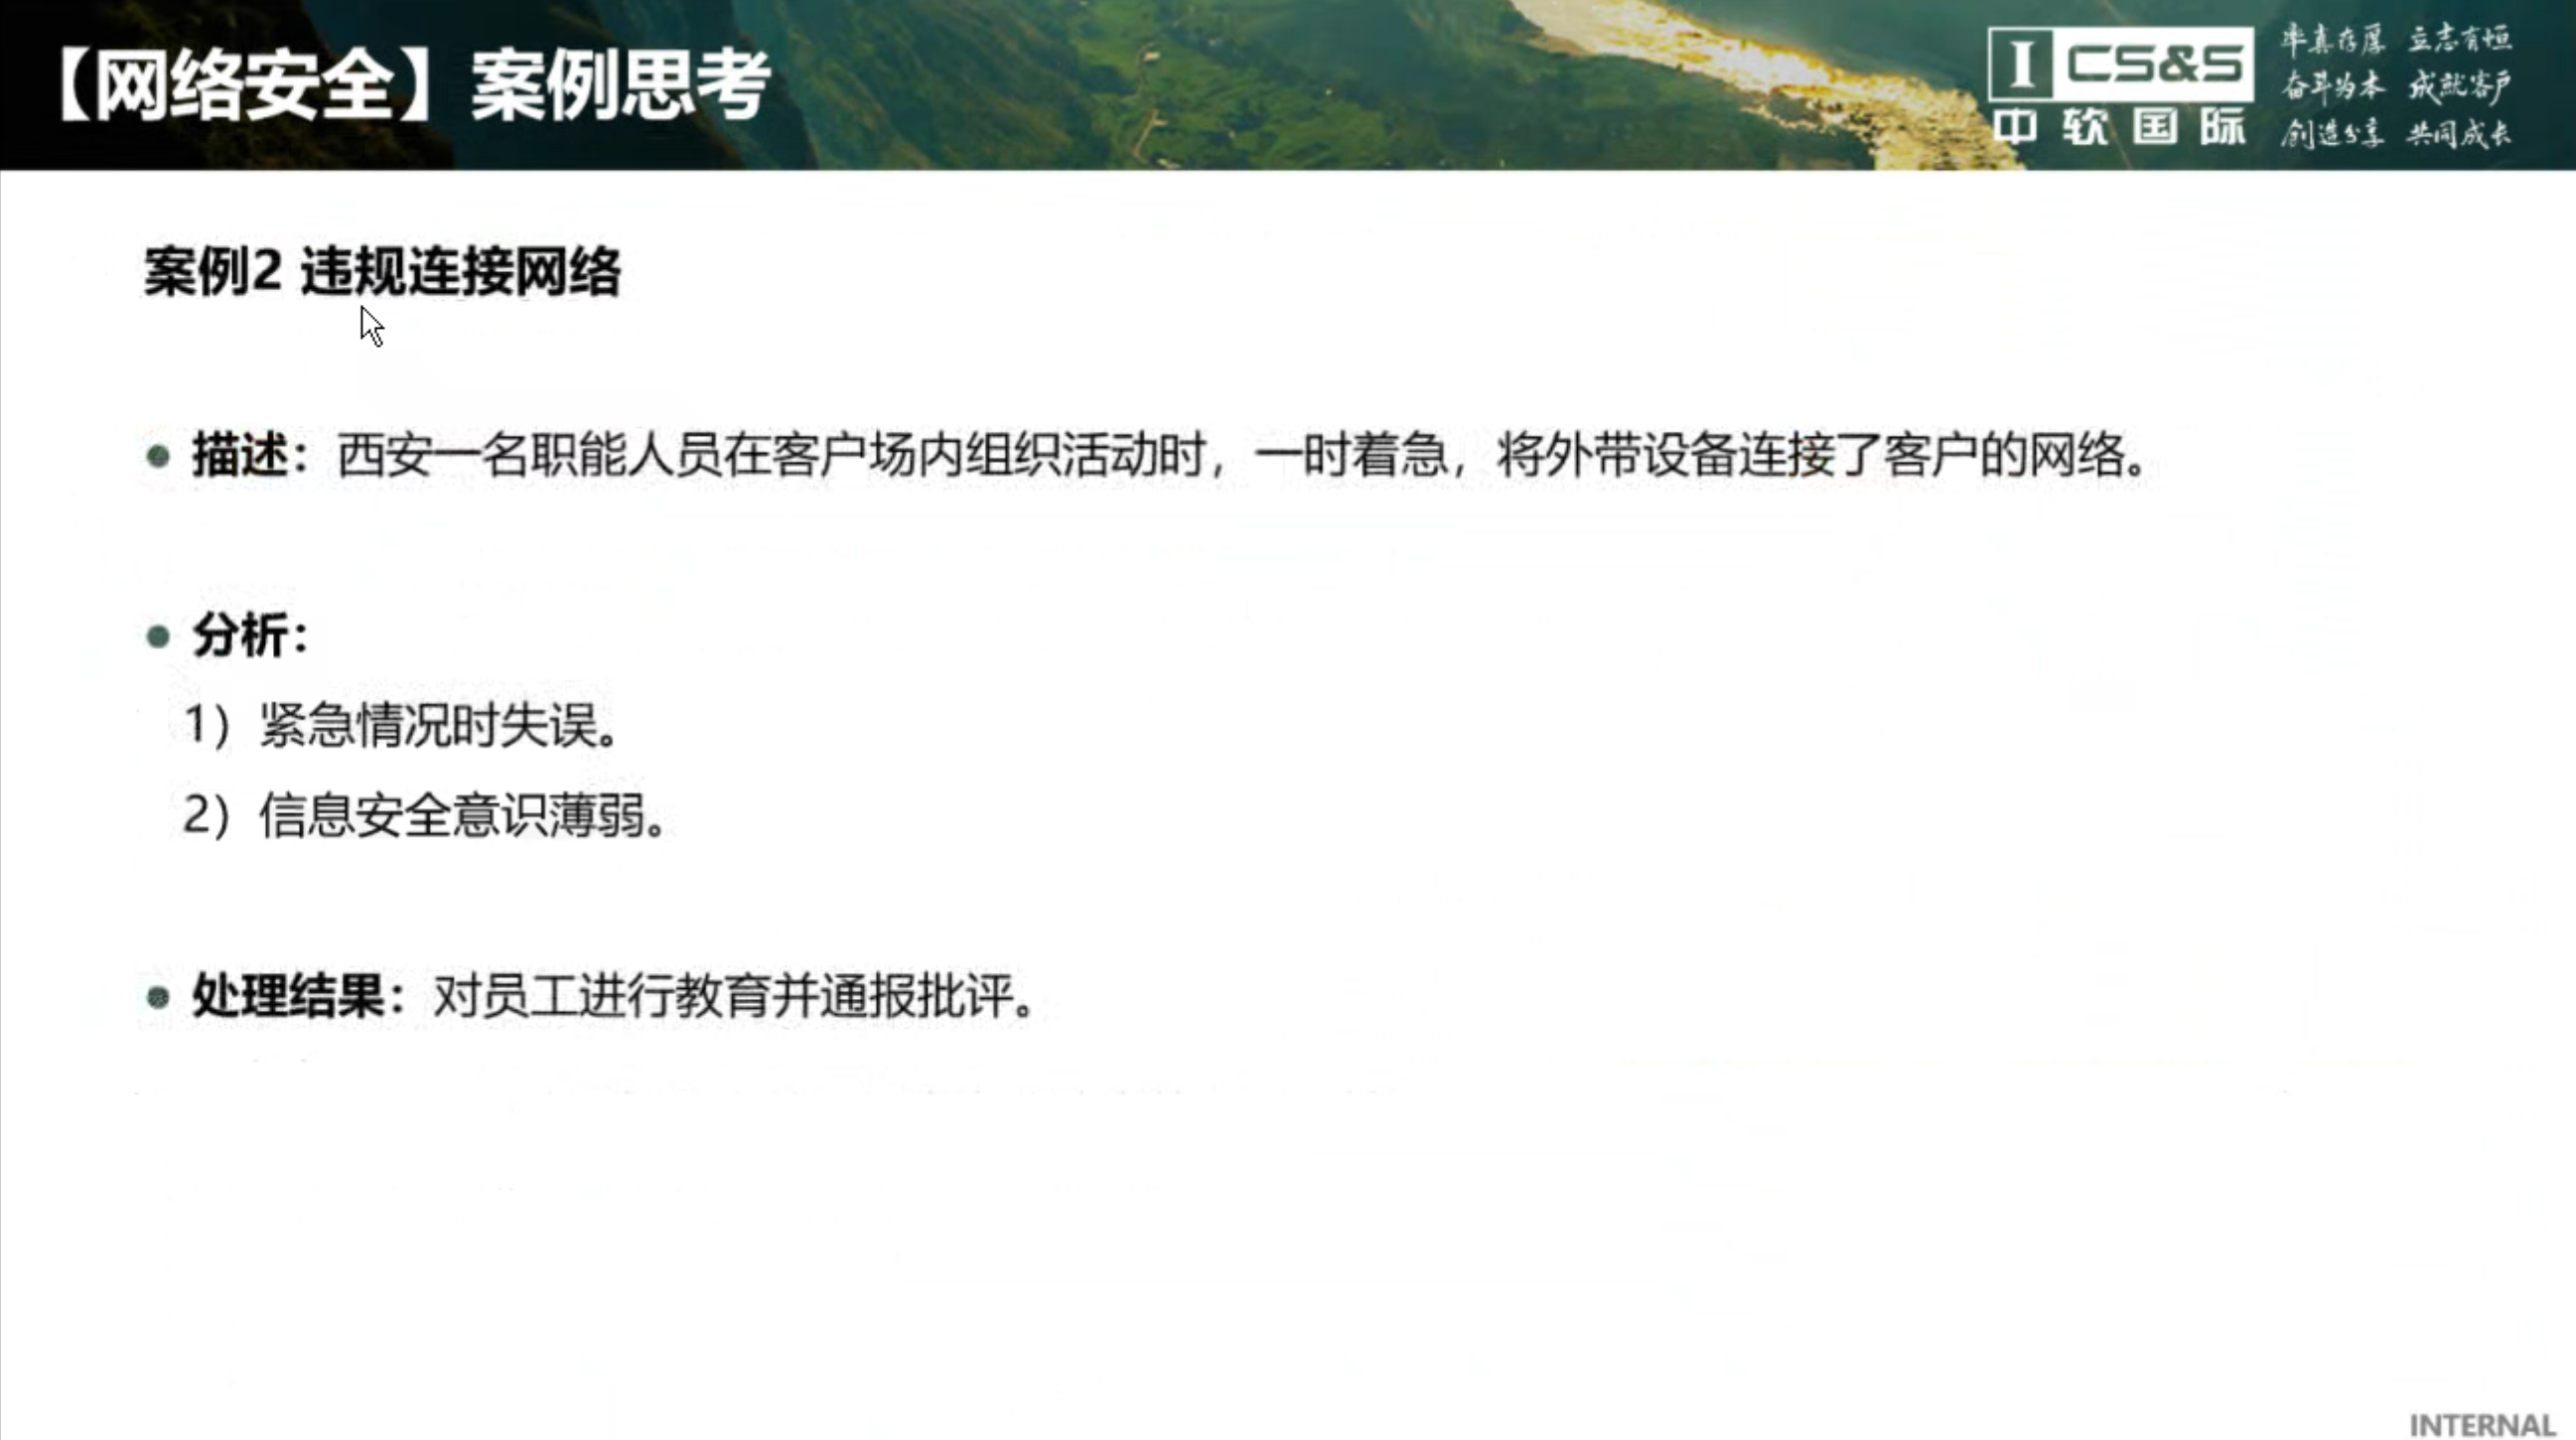 【网络安全】案例思考
I CS&S
中软国际
率真存厚 立志有恒
奋斗为本 成就客户
创造分享 共同成长
案例2 违规连接网络
● 描述：西安一名职能人员在客户场内组织活动时，一时着急，将外带设备连接了客户的网络。
● 分析：
1）紧急情况时失误。
2）信息安全意识薄弱。
● 处理结果：对员工进行教育并通报批评。
INTERNAL